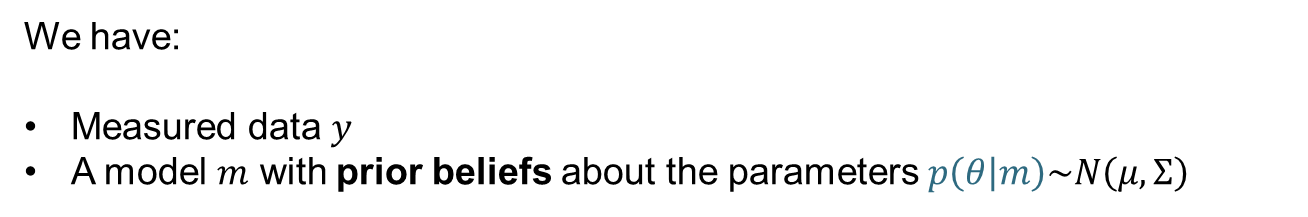 We have:
• Measured data 𝑦
• A model 𝑚 with prior beliefs about the parameters 𝑝(𝜃|𝑚)~𝑁(𝜇, Σ)